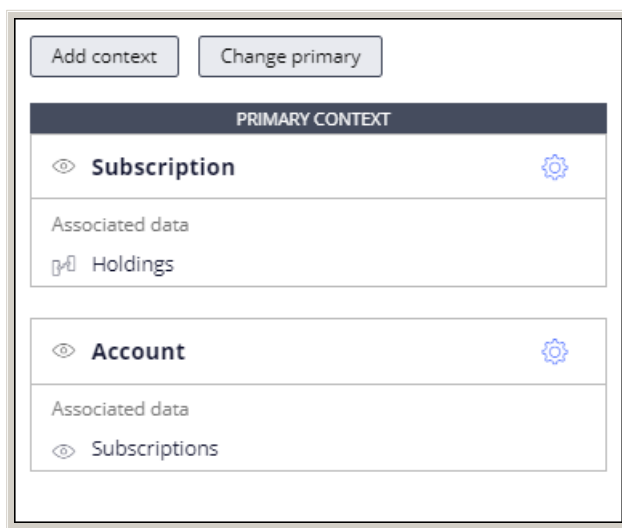 Add context
Change primary
PRIMARY CONTEXT
Subscription
Associated data
Holdings
Account
Associated data
Subscriptions